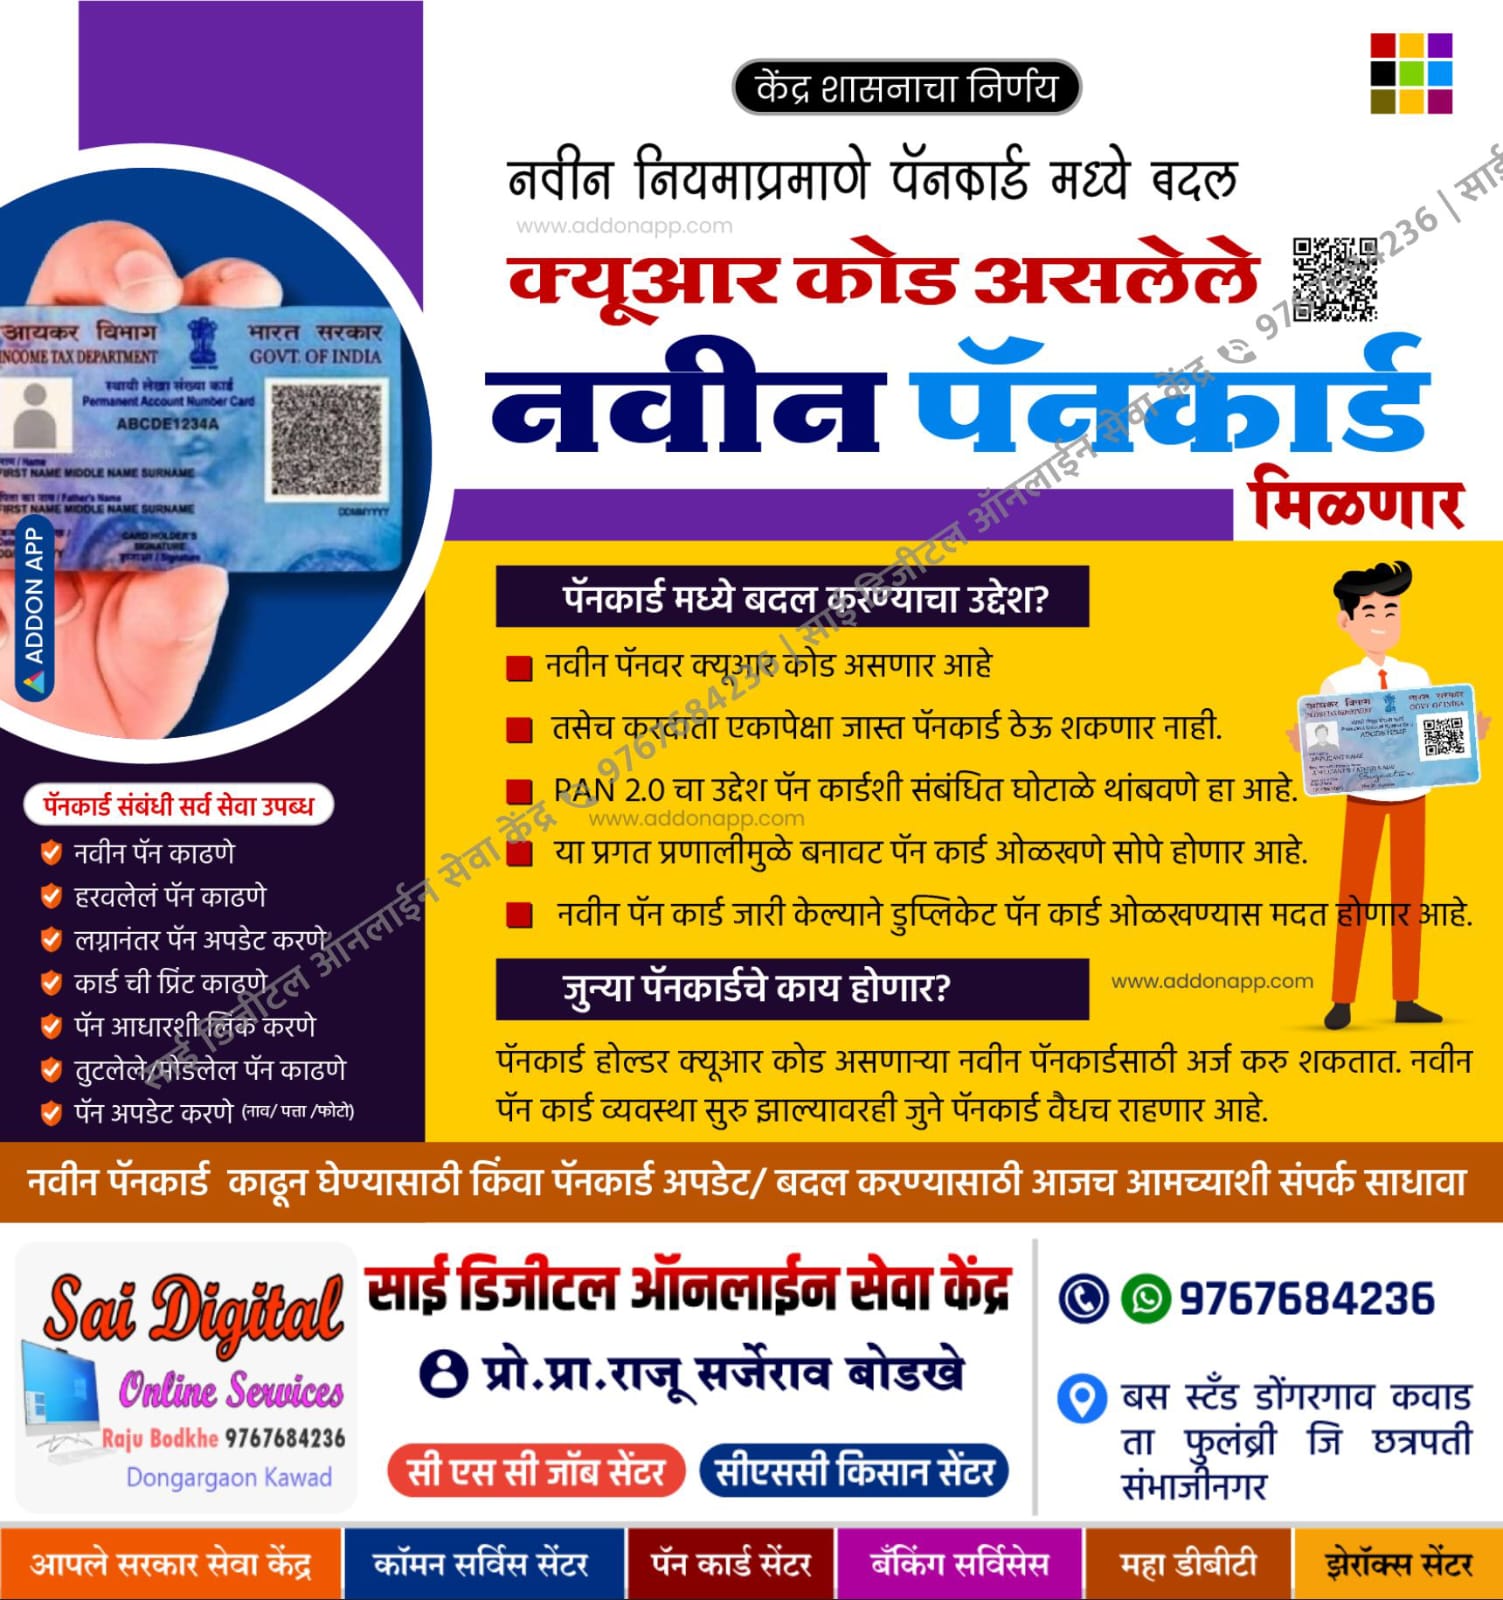 केंद्र शासनाचा निर्णय
नवीन नियमाप्रमाणे पॅनकार्ड मध्ये बदल
www.addonapp.com
क्यूआर कोड असलेले
नवीन पॅनकार्ड
मिळणार
आयकर विभाग
INCOME TAX DEPARTMENT
भारत सरकार
GOVT. OF INDIA
स्थायी लेखा संख्या कार्ड
Permanent Account Number Card
ABCDE1234A
नाम / Name
FIRST NAME MIDDLE NAME SURNAME
पिता का नाम / Father's Name
FIRST NAME MIDDLE NAME SURNAME
DDMMYYYY
CARD HOLDER'S
SIGNATURE
ADDON APP
पॅनकार्ड मध्ये बदल करण्याचा उद्देश?
नवीन पॅनवर क्यूआर कोड असणार आहे
तसेच करदाता एकापेक्षा जास्त पॅनकार्ड ठेऊ शकणार नाही.
PAN 2.0 चा उद्देश पॅन कार्डशी संबंधित घोटाळे थांबवणे हा आहे.
www.addonapp.com
या प्रगत प्रणालीमुळे बनावट पॅन कार्ड ओळखणे सोपे होणार आहे.
नवीन पॅन कार्ड जारी केल्याने डुप्लिकेट पॅन कार्ड ओळखण्यास मदत होणार आहे.
जुन्या पॅनकार्डचे काय होणार?
www.addonapp.com
पॅनकार्ड होल्डर क्यूआर कोड असणाऱ्या नवीन पॅनकार्डसाठी अर्ज करु शकतात. नवीन
पॅन कार्ड व्यवस्था सुरु झाल्यावरही जुने पॅनकार्ड वैधच राहणार आहे.
पॅनकार्ड संबंधी सर्व सेवा उपब्ध
नवीन पॅन काढणे
हरवलेलं पॅन काढणे
लग्नानंतर पॅन अपडेट करणे
कार्ड ची प्रिंट काढणे
पॅन आधारशी लिंक करणे
तुटलेले/मोडलेल पॅन काढणे
पॅन अपडेट करणे (नाव/ पत्ता /फोटो)
साई डिजीटल ऑनलाईन सेवा केंद्र 9767684236 | साई डिजीटल ऑनलाईन सेवा केंद्र 9767684236 | साई
नवीन पॅनकार्ड काढून घेण्यासाठी किंवा पॅनकार्ड अपडेट/ बदल करण्यासाठी आजच आमच्याशी संपर्क साधावा
Sai Digital
Online Services
Raju Bodkhe 9767684236
Dongargaon Kawad
साई डिजीटल ऑनलाईन सेवा केंद्र
प्रो.प्रा.राजू सर्जेराव बोडखे
सी एस सी जॉब सेंटर
सीएससी किसान सेंटर
9767684236
बस स्टँड डोंगरगाव कवाड
ता फुलंब्री जि छत्रपती
संभाजीनगर
आपले सरकार सेवा केंद्र
कॉमन सर्विस सेंटर
पॅन कार्ड सेंटर
बँकिंग सर्विसेस
महा डीबीटी
झेरॉक्स सेंटर